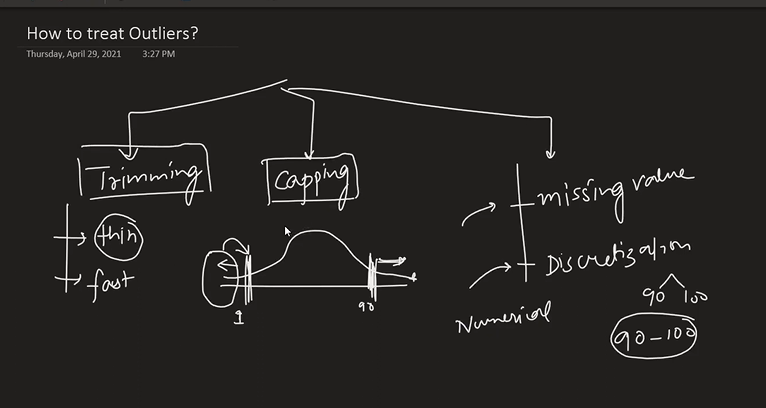 How to treat Outliers?
Thursday, April 29, 2021 3:27 PM
Trimming
Capping
missing value
thin
Discretization
fast
90 100
1
90
Numerical
90-100